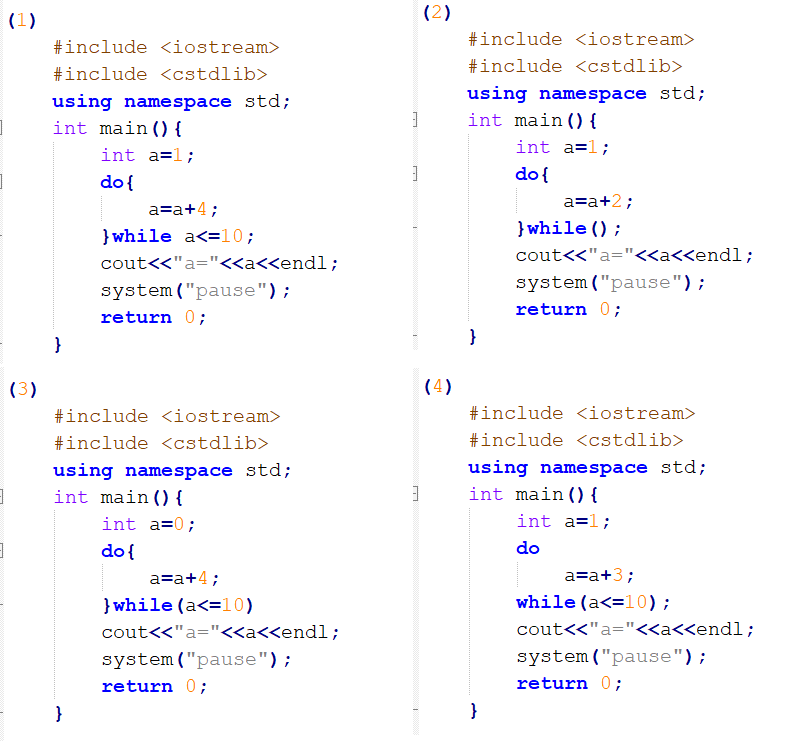 (1)
#include <iostream>
#include <cstdlib>
using namespace std;
int main(){
int a=1;
do{
a=a+4;
}while a<=10;
cout<<"a="<<a<<endl;
system("pause");
return 0;
}
(2)
#include <iostream>
#include <cstdlib>
using namespace std;
int main(){
int a=1;
do{
a=a+2;
}while();
cout<<"a="<<a<<endl;
system("pause");
return 0;
}
(3)
#include <iostream>
#include <cstdlib>
using namespace std;
int main(){
int a=0;
do{
a=a+4;
}while(a<=10)
cout<<"a="<<a<<endl;
system("pause");
return 0;
}
(4)
#include <iostream>
#include <cstdlib>
using namespace std;
int main(){
int a=1;
do
a=a+3;
while(a<=10);
cout<<"a="<<a<<endl;
system("pause");
return 0;
}